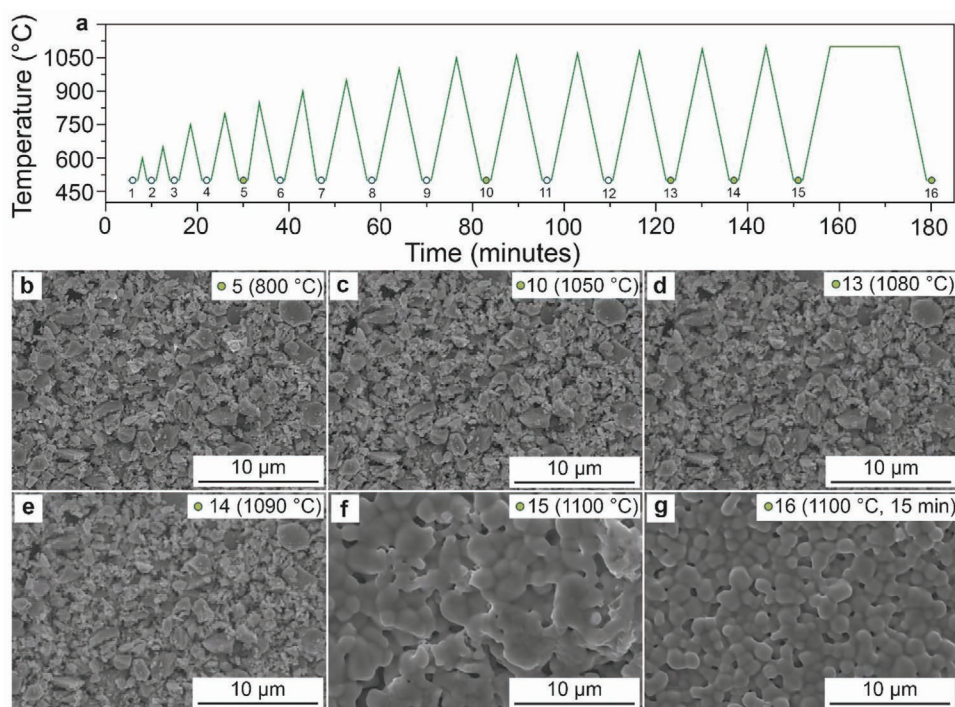 a
Temperature (°C)
1050
900
750
600
450
1 2 3 4 5 6 7 8 9 10 11 12 13 14 15 16
0 20 40 60 80 100 120 140 160 180
Time (minutes)
b 5 (800 °C)
10 µm
c 10 (1050 °C)
10 µm
d 13 (1080 °C)
10 µm
e 14 (1090 °C)
10 µm
f 15 (1100 °C)
10 µm
g 16 (1100 °C, 15 min)
10 µm